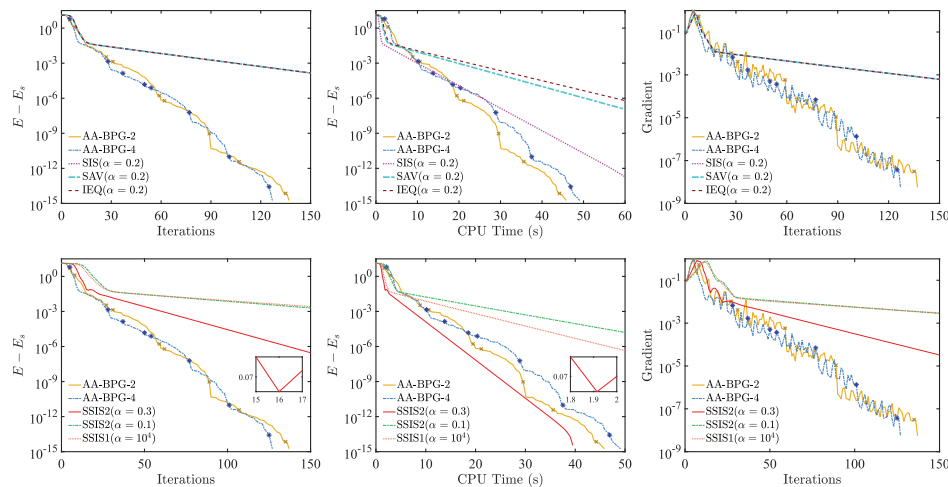 10^0
10^-3
10^-6
10^-9
10^-12
10^-15
E − E_s
AA-BPG-2
AA-BPG-4
SIS(α = 0.2)
SAV(α = 0.2)
IEQ(α = 0.2)
0 30 60 90 120 150
Iterations
10^0
10^-3
10^-6
10^-9
10^-12
10^-15
E − E_s
AA-BPG-2
AA-BPG-4
SIS(α = 0.2)
SAV(α = 0.2)
IEQ(α = 0.2)
0 10 20 30 40 50 60
CPU Time (s)
10^-1
10^-3
10^-5
10^-7
10^-9
Gradient
AA-BPG-2
AA-BPG-4
SIS(α = 0.2)
SAV(α = 0.2)
IEQ(α = 0.2)
0 30 60 90 120 150
Iterations
10^0
10^-3
10^-6
10^-9
10^-12
10^-15
E − E_s
0.07
15 16 17
AA-BPG-2
AA-BPG-4
SSIS2(α = 0.3)
SSIS2(α = 0.1)
SSIS1(α = 10^4)
0 50 100 150
Iterations
10^0
10^-3
10^-6
10^-9
10^-12
10^-15
E − E_s
0.07
1.8 1.9 2
AA-BPG-2
AA-BPG-4
SSIS2(α = 0.3)
SSIS2(α = 0.1)
SSIS1(α = 10^4)
0 10 20 30 40 50
CPU Time (s)
10^-1
10^-3
10^-5
10^-7
10^-9
Gradient
AA-BPG-2
AA-BPG-4
SSIS2(α = 0.3)
SSIS2(α = 0.1)
SSIS1(α = 10^4)
0 50 100 150
Iterations